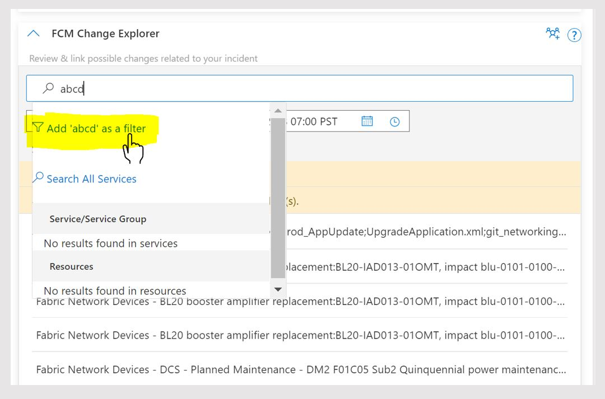 FCM Change Explorer
Review & link possible changes related to your incident
abcd
Add 'abcd' as a filter
07:00 PST
Search All Services
(s).
Service/Service Group
rod_AppUpdate;UpgradeApplication.xml;git_networking...
No results found in services
Resources
placement:BL20-IAD013-01OMT, impact blu-0101-0100-...
No results found in resources
Fabric Network Devices - BL20 booster amplifier replacement:BL20-IAD013-01OMT, impact blu-0101-0100-...
Fabric Network Devices - BL20 booster amplifier replacement:BL20-IAD013-01OMT, impact blu-0101-0100-...
Fabric Network Devices - DCS - Planned Maintenance - DM2 F01C05 Sub2 Quinquennial power maintenanc...